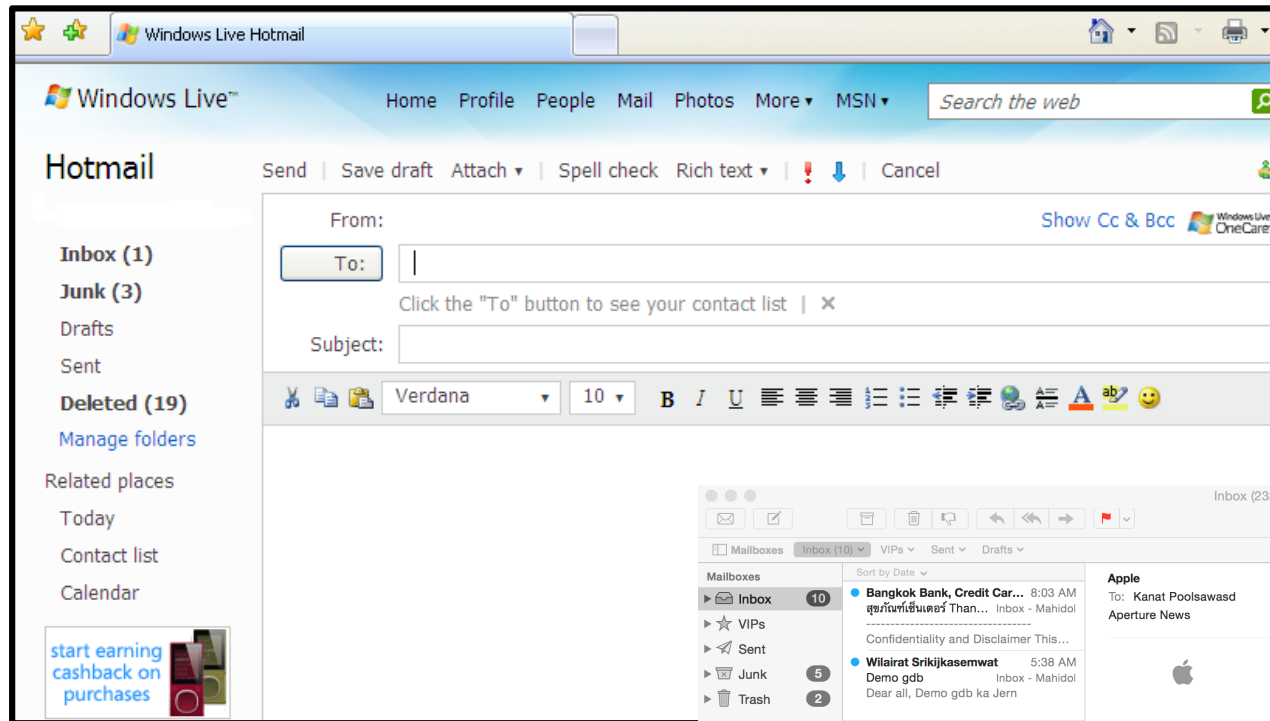 Windows Live Hotmail
Windows Live™
Home Profile People Mail Photos More MSN
Search the web
Hotmail
Send | Save draft Attach | Spell check Rich text | Cancel
From:
Show Cc & Bcc
Windows Live
OneCare
To:
Click the "To" button to see your contact list | ×
Subject:
Verdana 10 B I U
Inbox (1)
Junk (3)
Drafts
Sent
Deleted (19)
Manage folders
Related places
Today
Contact list
Calendar
start earning
cashback on
purchases
Inbox (23
Mailboxes Inbox (10) VIPs Sent Drafts
Mailboxes
Inbox 10
VIPs
Sent
Junk 5
Trash 2
Sort by Date
Bangkok Bank, Credit Car... 8:03 AM
สุขภัณฑ์เซ็นเตอร์ Than... Inbox - Mahidol
----------------------------------
Confidentiality and Disclaimer This...
Wilairat Srikijkasemwat 5:38 AM
Demo gdb Inbox - Mahidol
Dear all, Demo gdb ka Jern
Apple
To: Kanat Poolsawasd
Aperture News